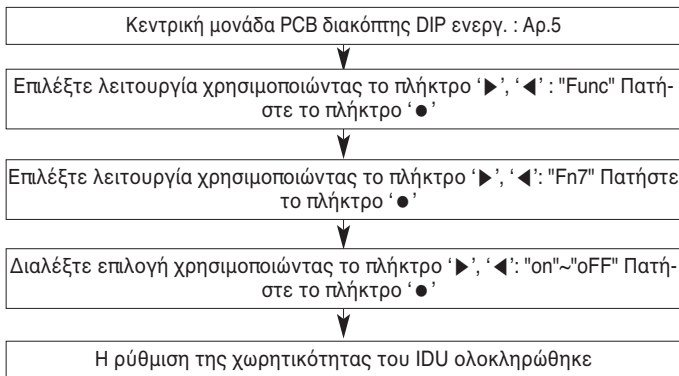 Κεντρική μονάδα PCB διακόπτης DIP ενεργ. : Αρ.5
Επιλέξτε λειτουργία χρησιμοποιώντας το πλήκτρο ‘▶’, ‘◀’ : "Func" Πατή-
στε το πλήκτρο ‘●’
Επιλέξτε λειτουργία χρησιμοποιώντας το πλήκτρο ‘▶’, ‘◀’: "Fn7" Πατήστε
το πλήκτρο ‘●’
Διαλέξτε επιλογή χρησιμοποιώντας το πλήκτρο ‘▶’, ‘◀’: "on"~"oFF" Πατή-
στε το πλήκτρο ‘●’
Η ρύθμιση της χωρητικότητας του IDU ολοκληρώθηκε